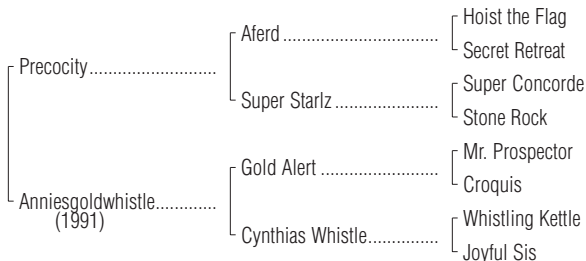 Hoist the Flag
Aferd
Secret Retreat
Precocity
Super Concorde
Super Starlz
Stone Rock
Mr. Prospector
Gold Alert
Croquis
Anniesgoldwhistle
(1991)
Whistling Kettle
Cynthias Whistle
Joyful Sis